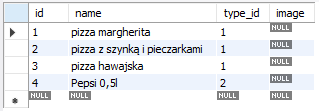 id name type_id image
1 pizza margherita 1 NULL
2 pizza z szynką i pieczarkami 1 NULL
3 pizza hawajska 1 NULL
4 Pepsi 0,5l 2 NULL
NULL NULL NULL NULL